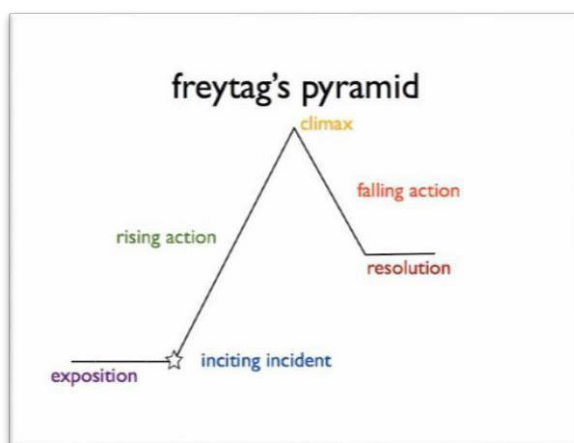 freytag's pyramid
climax
falling action
rising action
resolution
inciting incident
exposition